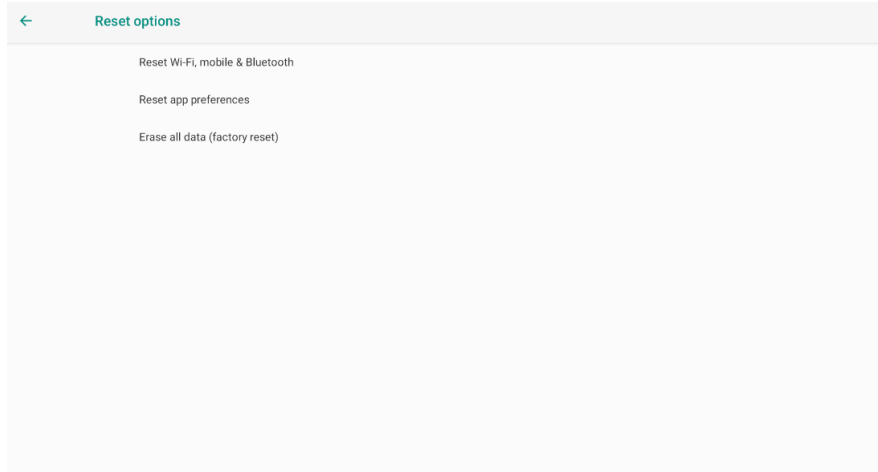 Reset options
Reset Wi-Fi, mobile & Bluetooth
Reset app preferences
Erase all data (factory reset)